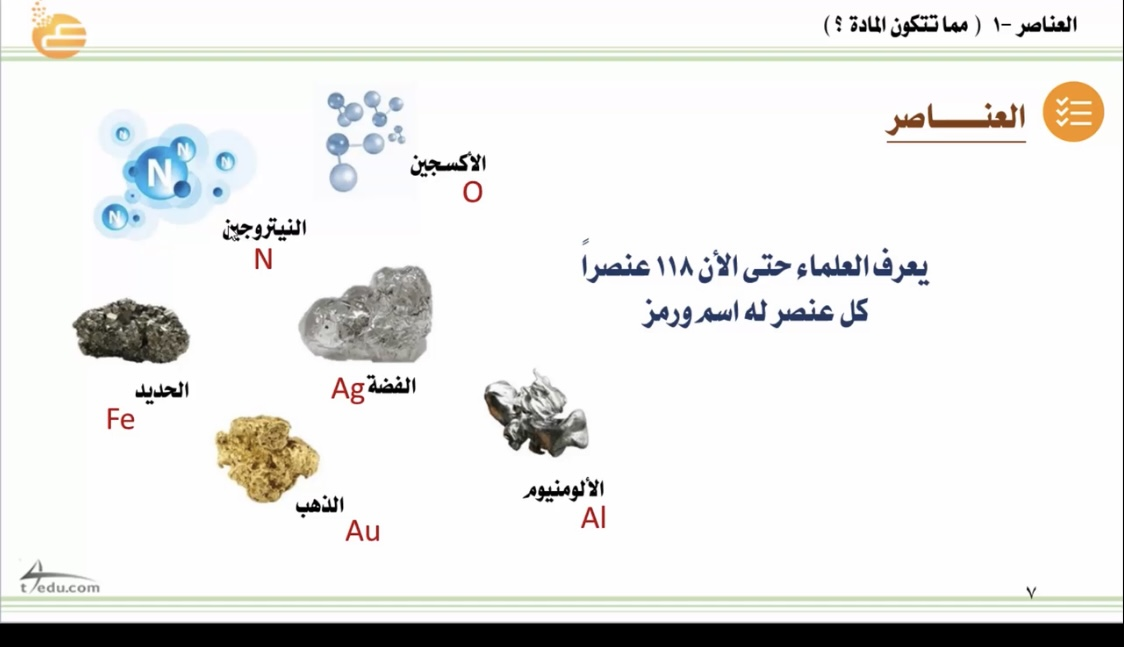 العناصر -١ ( مما تتكون المادة ؟ )
العنـــــاصر
يعرف العلماء حتى الأن ١١٨ عنصراً
كل عنصر له اسم ورمز
الأكسجين
O
N
N
N
N
N
النيتروجين
N
الفضة Ag
الحديد
Fe
الألومنيوم
Al
الذهب
Au
edu.com
٧